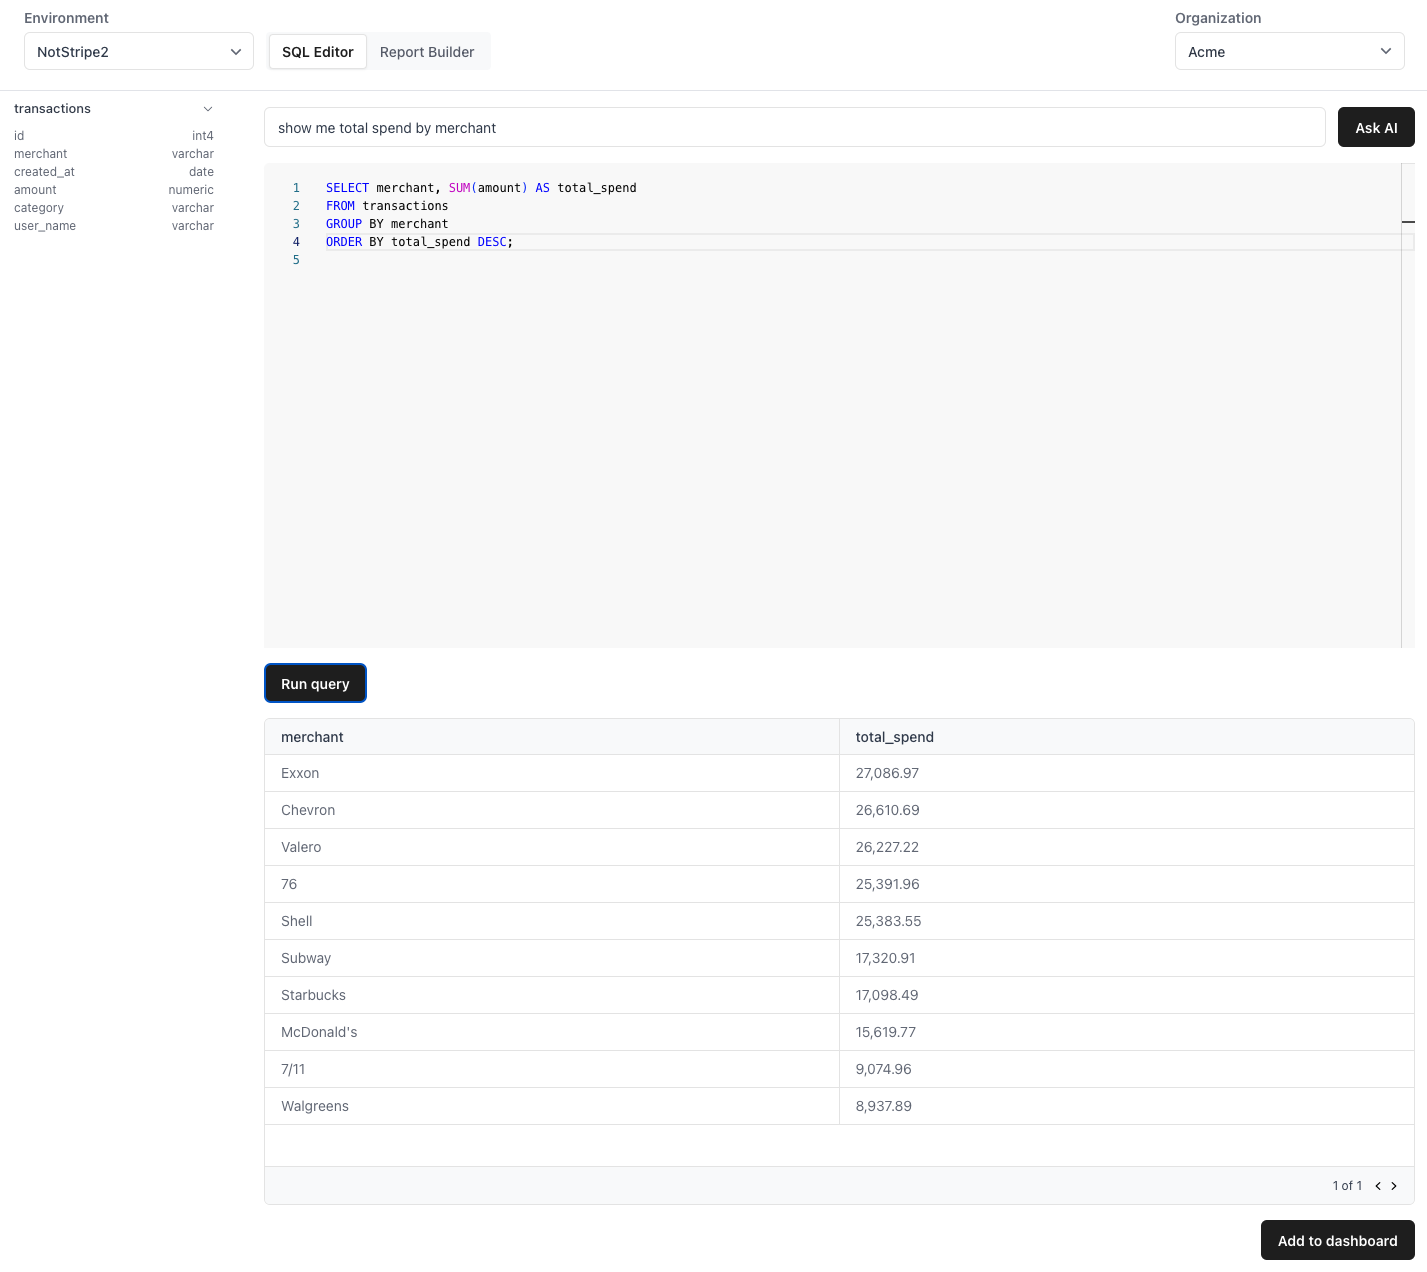 Environment
Organization
NotStripe2
SQL Editor
Report Builder
Acme
transactions
id int4
merchant varchar
created_at date
amount numeric
category varchar
user_name varchar
show me total spend by merchant
Ask AI
1 SELECT merchant, SUM(amount) AS total_spend
2 FROM transactions
3 GROUP BY merchant
4 ORDER BY total_spend DESC;
5
Run query
merchant total_spend
Exxon 27,086.97
Chevron 26,610.69
Valero 26,227.22
76 25,391.96
Shell 25,383.55
Subway 17,320.91
Starbucks 17,098.49
McDonald's 15,619.77
7/11 9,074.96
Walgreens 8,937.89
1 of 1
Add to dashboard